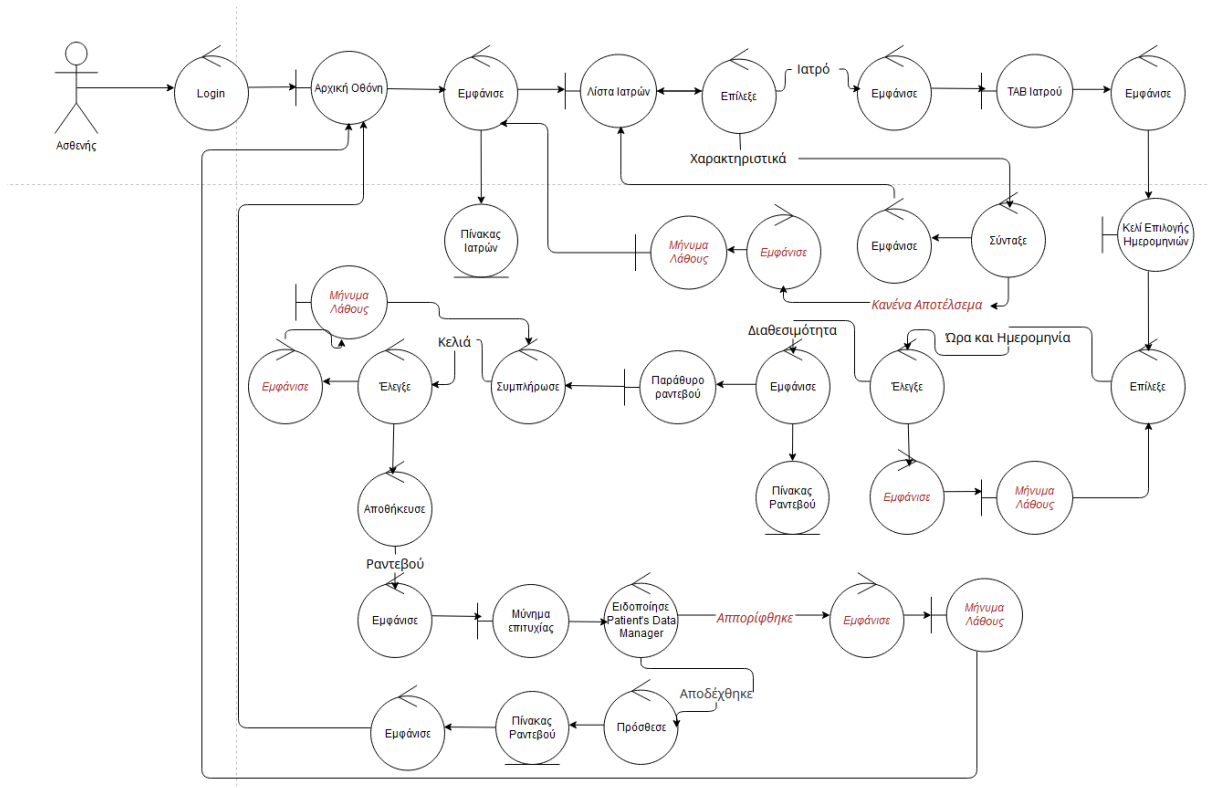 Ασθενής
Login
Αρχική Οθόνη
Εμφάνισε
Λίστα Ιατρών
Επίλεξε
Ιατρό
Εμφάνισε
TAB Ιατρού
Εμφάνισε
Χαρακτηριστικά
Πίνακας
Ιατρών
Μήνυμα
Λάθους
Εμφάνισε
Εμφάνισε
Σύνταξε
Κελί Επιλογής
Ημερομηνιών
Κανένα Αποτέλσεμα
Μήνυμα
Λάθους
Κελιά
Διαθεσιμότητα
Ώρα και Ημερομηνία
Εμφάνισε
Έλεγξε
Συμπλήρωσε
Παράθυρο
ραντεβού
Εμφάνισε
Έλεγξε
Επίλεξε
Αποθήκευσε
Πίνακας
Ραντεβού
Εμφάνισε
Μήνυμα
Λάθους
Ραντεβού
Εμφάνισε
Μύνημα
επιτυχίας
Ειδοποίησε
Patient's Data
Manager
Αππορίφθηκε
Εμφάνισε
Μήνυμα
Λάθους
Αποδέχθηκε
Εμφάνισε
Πίνακας
Ραντεβού
Πρόσθεσε